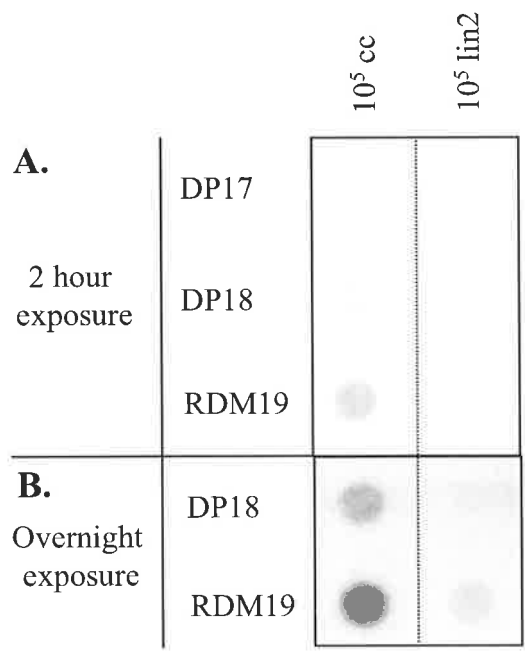 10⁵ cc
10⁵ lin2
A.
DP17
2 hour
exposure
DP18
RDM19
B.
DP18
Overnight
exposure
RDM19